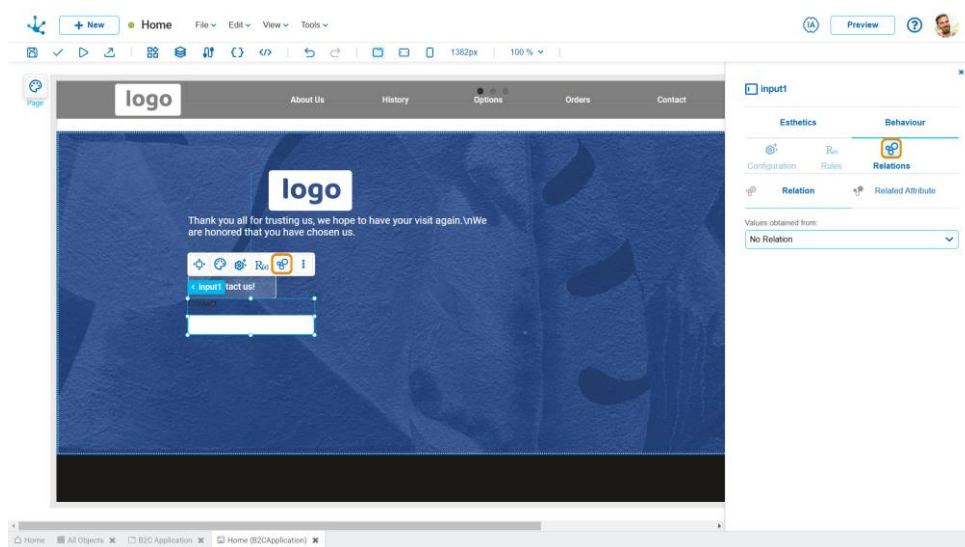 + New
Home
File
Edit
View
Tools
IA
Preview
?
1382px
100 %
Page
logo
About Us
History
Options
Orders
Contact
logo
Thank you all for trusting us, we hope to have your visit again.\nWe
are honored that you have chosen us.
< input1 tact us!
input1
Esthetics
Behaviour
Configuration
Rules
Relations
Relation
Related Attribute
Values obtained from:
No Relation
Home
All Objects
B2C Application
Home (B2CApplication)